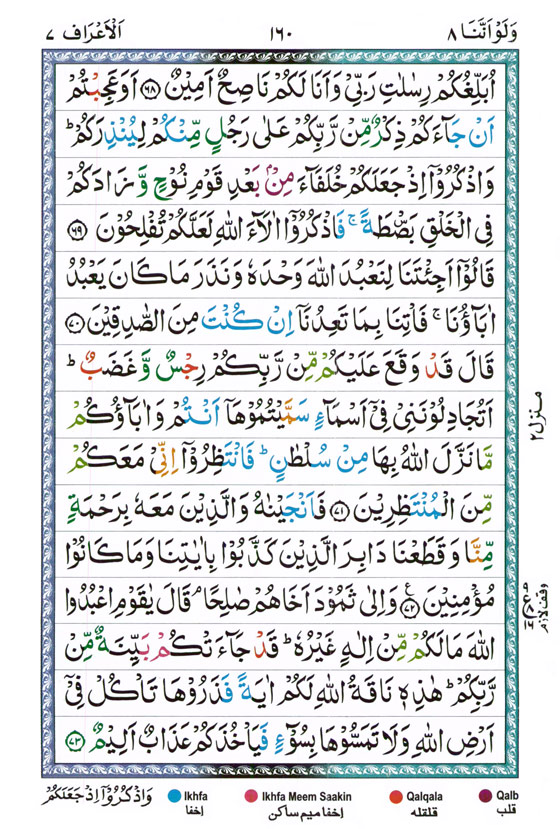 وَلَوْاَنَّنَا ٨ ١٦٠ اَلْاَعْرَاف ٧
اُبَلِّغُكُمْ رِسٰلٰتِ رَبِّيْ وَاَنَا لَكُمْ نَاصِحٌ اَمِيْنٌ ﴿٦٨﴾ اَوَعَجِبْتُمْ
اَنْ جَآءَكُمْ ذِكْرٌ مِّنْ رَّبِّكُمْ عَلٰى رَجُلٍ مِّنْكُمْ لِيُنْذِرَكُمْ ؕ
وَاذْكُرُوْۤا اِذْ جَعَلَكُمْ خُلَفَآءَ مِنْۢ بَعْدِ قَوْمِ نُوْحٍ وَّ زَادَكُمْ
فِي الْخَلْقِ بَصْۜطَةً ۚ فَاذْكُرُوْۤا اٰلَآءَ اللّٰهِ لَعَلَّكُمْ تُفْلِحُوْنَ ﴿٦٩﴾
قَالُوْۤا اَجِئْتَنَا لِنَعْبُدَ اللّٰهَ وَحْدَهٗ وَنَذَرَ مَا كَانَ يَعْبُدُ
اٰبَآؤُنَا ۚ فَاْتِنَا بِمَا تَعِدُنَاۤ اِنْ كُنْتَ مِنَ الصّٰدِقِيْنَ ﴿٧٠﴾
قَالَ قَدْ وَقَعَ عَلَيْكُمْ مِّنْ رَّبِّكُمْ رِجْسٌ وَّ غَضَبٌ ؕ
اَتُجَادِلُوْنَنِيْ فِيْۤ اَسْمَآءٍ سَمَّيْتُمُوْهَاۤ اَنْتُمْ وَاٰبَآؤُكُمْ
مَّا نَزَّلَ اللّٰهُ بِهَا مِنْ سُلْطٰنٍ ؕ فَانْتَظِرُوْۤا اِنِّيْ مَعَكُمْ
مِّنَ الْمُنْتَظِرِيْنَ ﴿٧١﴾ فَاَنْجَيْنٰهُ وَالَّذِيْنَ مَعَهٗ بِرَحْمَةٍ
مِّنَّا وَقَطَعْنَا دَابِرَ الَّذِيْنَ كَذَّبُوْا بِاٰيٰتِنَا وَمَا كَانُوْا
مُؤْمِنِيْنَ ﴿٧٢﴾ ع وَاِلٰى ثَمُوْدَ اَخَاهُمْ صٰلِحًا ۘ قَالَ يٰقَوْمِ اعْبُدُوا
اللّٰهَ مَا لَكُمْ مِّنْ اِلٰهٍ غَيْرُهٗ ؕ قَدْ جَآءَتْكُمْ بَيِّنَةٌ مِّنْ
رَّبِّكُمْ ؕ هٰذِهٖ نَاقَةُ اللّٰهِ لَكُمْ اٰيَةً فَذَرُوْهَا تَاْكُلْ فِيْۤ
اَرْضِ اللّٰهِ وَلَا تَمَسُّوْهَا بِسُوْٓءٍ فَيَاْخُذَكُمْ عَذَابٌ اَلِيْمٌ ﴿٧٣﴾
منزل ٢
وقف لازم
وَاذْكُرُوْۤا اِذْ جَعَلَكُمْ
Ikhfa Ikhfa Meem Saakin Qalqala Qalb
اخفا اخفا میم ساکن قلقله قلب